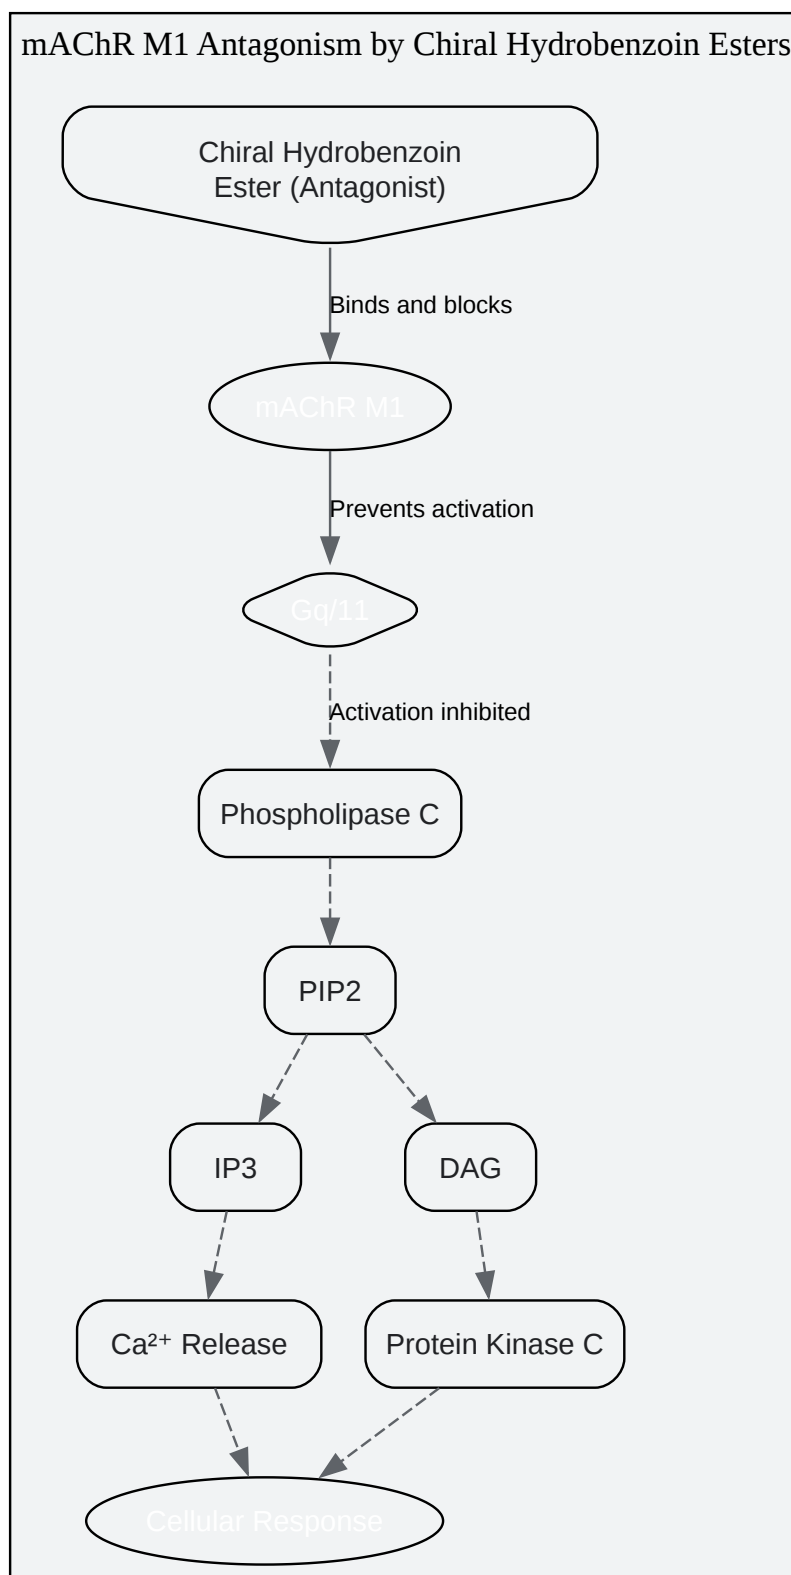 mAChR M1 Antagonism by Chiral Hydrobenzoin Esters
Chiral Hydrobenzoin
Ester (Antagonist)
Binds and blocks
mAChR M1
Prevents activation
Gq/11
Activation inhibited
Phospholipase C
PIP2
IP3
DAG
Ca²⁺ Release
Protein Kinase C
Cellular Response